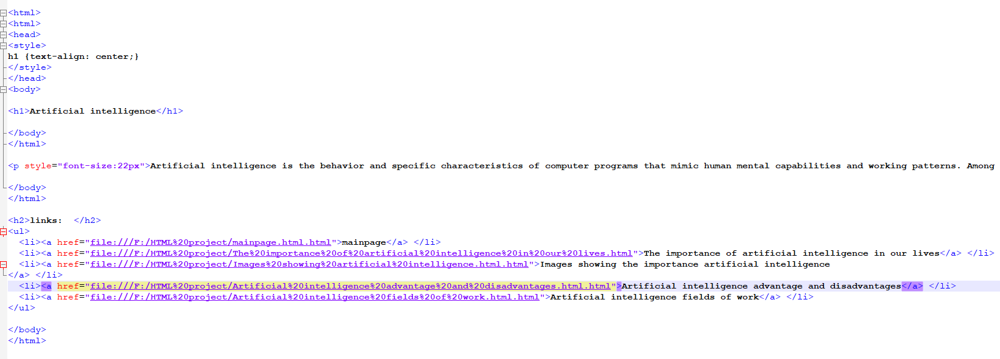 <html>
<html>
<head>
<style>
h1 {text-align: center;}
</style>
</head>
<body>
<h1>Artificial intelligence</h1>
</body>
</html>
<p style="font-size:22px">Artificial intelligence is the behavior and specific characteristics of computer programs that mimic human mental capabilities and working patterns. Among
</body>
</html>
<h2>links:  </h2>
<ul>
<li><a href="file:///F:/HTML%20project/mainpage.html.html">mainpage</a> </li>
<li><a href="file:///F:/HTML%20project/The%20importance%20of%20artificial%20intelligence%20in%20our%20lives.html">The importance of artificial intelligence in our lives</a> </li>
<li><a href="file:///F:/HTML%20project/Images%20showing%20artificial%20intelligence.html.html">Images showing the importance artificial intelligence
</a> </li>
<li><a href="file:///F:/HTML%20project/Artificial%20intelligence%20advantage%20and%20disadvantages.html.html">Artificial intelligence advantage and disadvantages</a> </li>
<li><a href="file:///F:/HTML%20project/Artificial%20intelligence%20fields%20of%20work.html.html">Artificial intelligence fields of work</a> </li>
</ul>
</body>
</html>